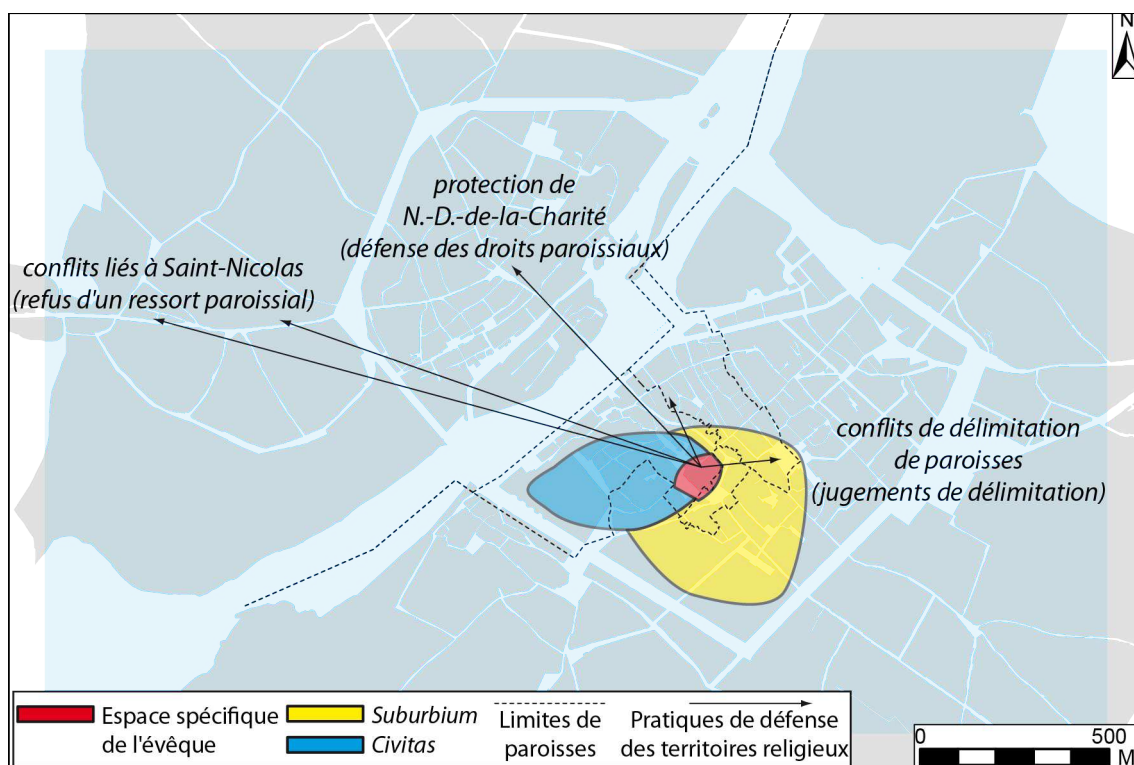 N
protection de
N.-D.-de-la-Charité
(défense des droits paroissiaux)
conflits liés à Saint-Nicolas
(refus d'un ressort paroissial)
conflits de délimitation
de paroisses
(jugements de délimitation)
Espace spécifique
de l'évêque
Suburbium
Civitas
Limites de
paroisses
Pratiques de défense
des territoires religieux
0 500
M